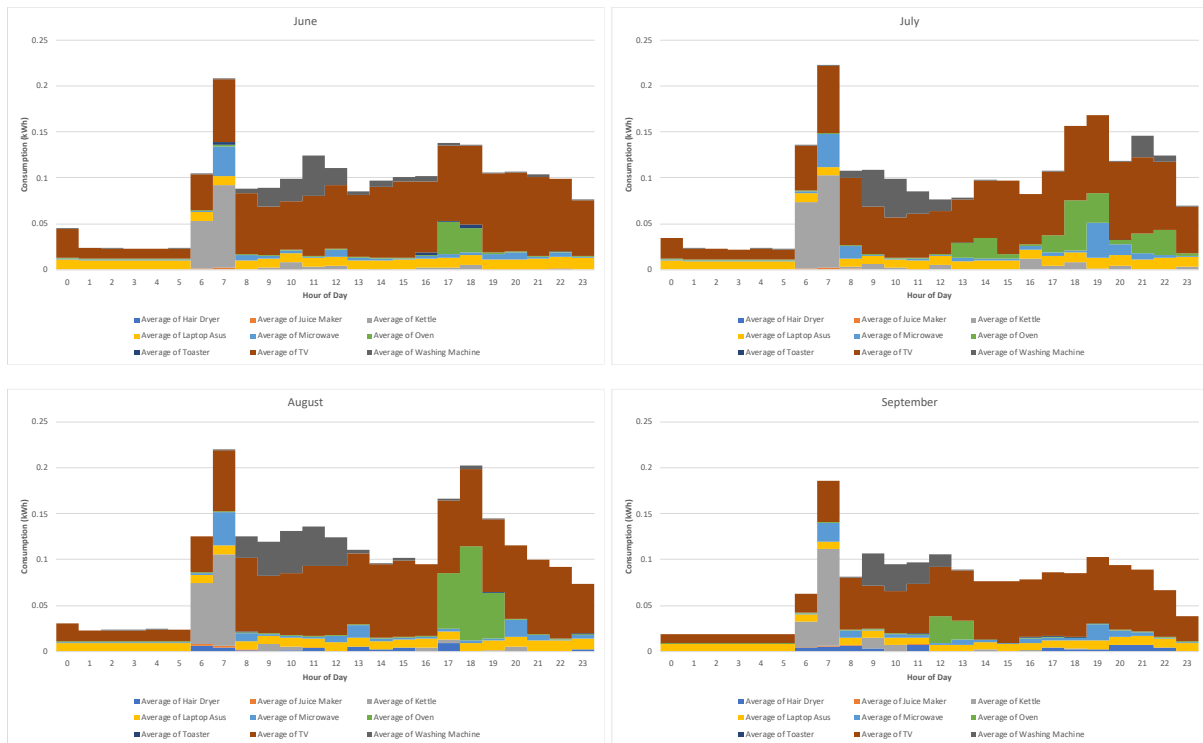 June
0.25
0.2
0.15
0.1
0.05
0
Consumption (kWh)
0 1 2 3 4 5 6 7 8 9 10 11 12 13 14 15 16 17 18 19 20 21 22 23
Hour of Day
Average of Hair Dryer Average of Juice Maker Average of Kettle
Average of Laptop Asus Average of Microwave Average of Oven
Average of Toaster Average of TV Average of Washing Machine
July
0.25
0.2
0.15
0.1
0.05
0
Consumption (kWh)
0 1 2 3 4 5 6 7 8 9 10 11 12 13 14 15 16 17 18 19 20 21 22 23
Hour of Day
Average of Hair Dryer Average of Juice Maker Average of Kettle
Average of Laptop Asus Average of Microwave Average of Oven
Average of Toaster Average of TV Average of Washing Machine
August
0.25
0.2
0.15
0.1
0.05
0
Consumption (kWh)
0 1 2 3 4 5 6 7 8 9 10 11 12 13 14 15 16 17 18 19 20 21 22 23
Hour of Day
Average of Hair Dryer Average of Juice Maker Average of Kettle
Average of Laptop Asus Average of Microwave Average of Oven
Average of Toaster Average of TV Average of Washing Machine
September
0.25
0.2
0.15
0.1
0.05
0
Consumption (kWh)
0 1 2 3 4 5 6 7 8 9 10 11 12 13 14 15 16 17 18 19 20 21 22 23
Hour of Day
Average of Hair Dryer Average of Juice Maker Average of Kettle
Average of Laptop Asus Average of Microwave Average of Oven
Average of Toaster Average of TV Average of Washing Machine